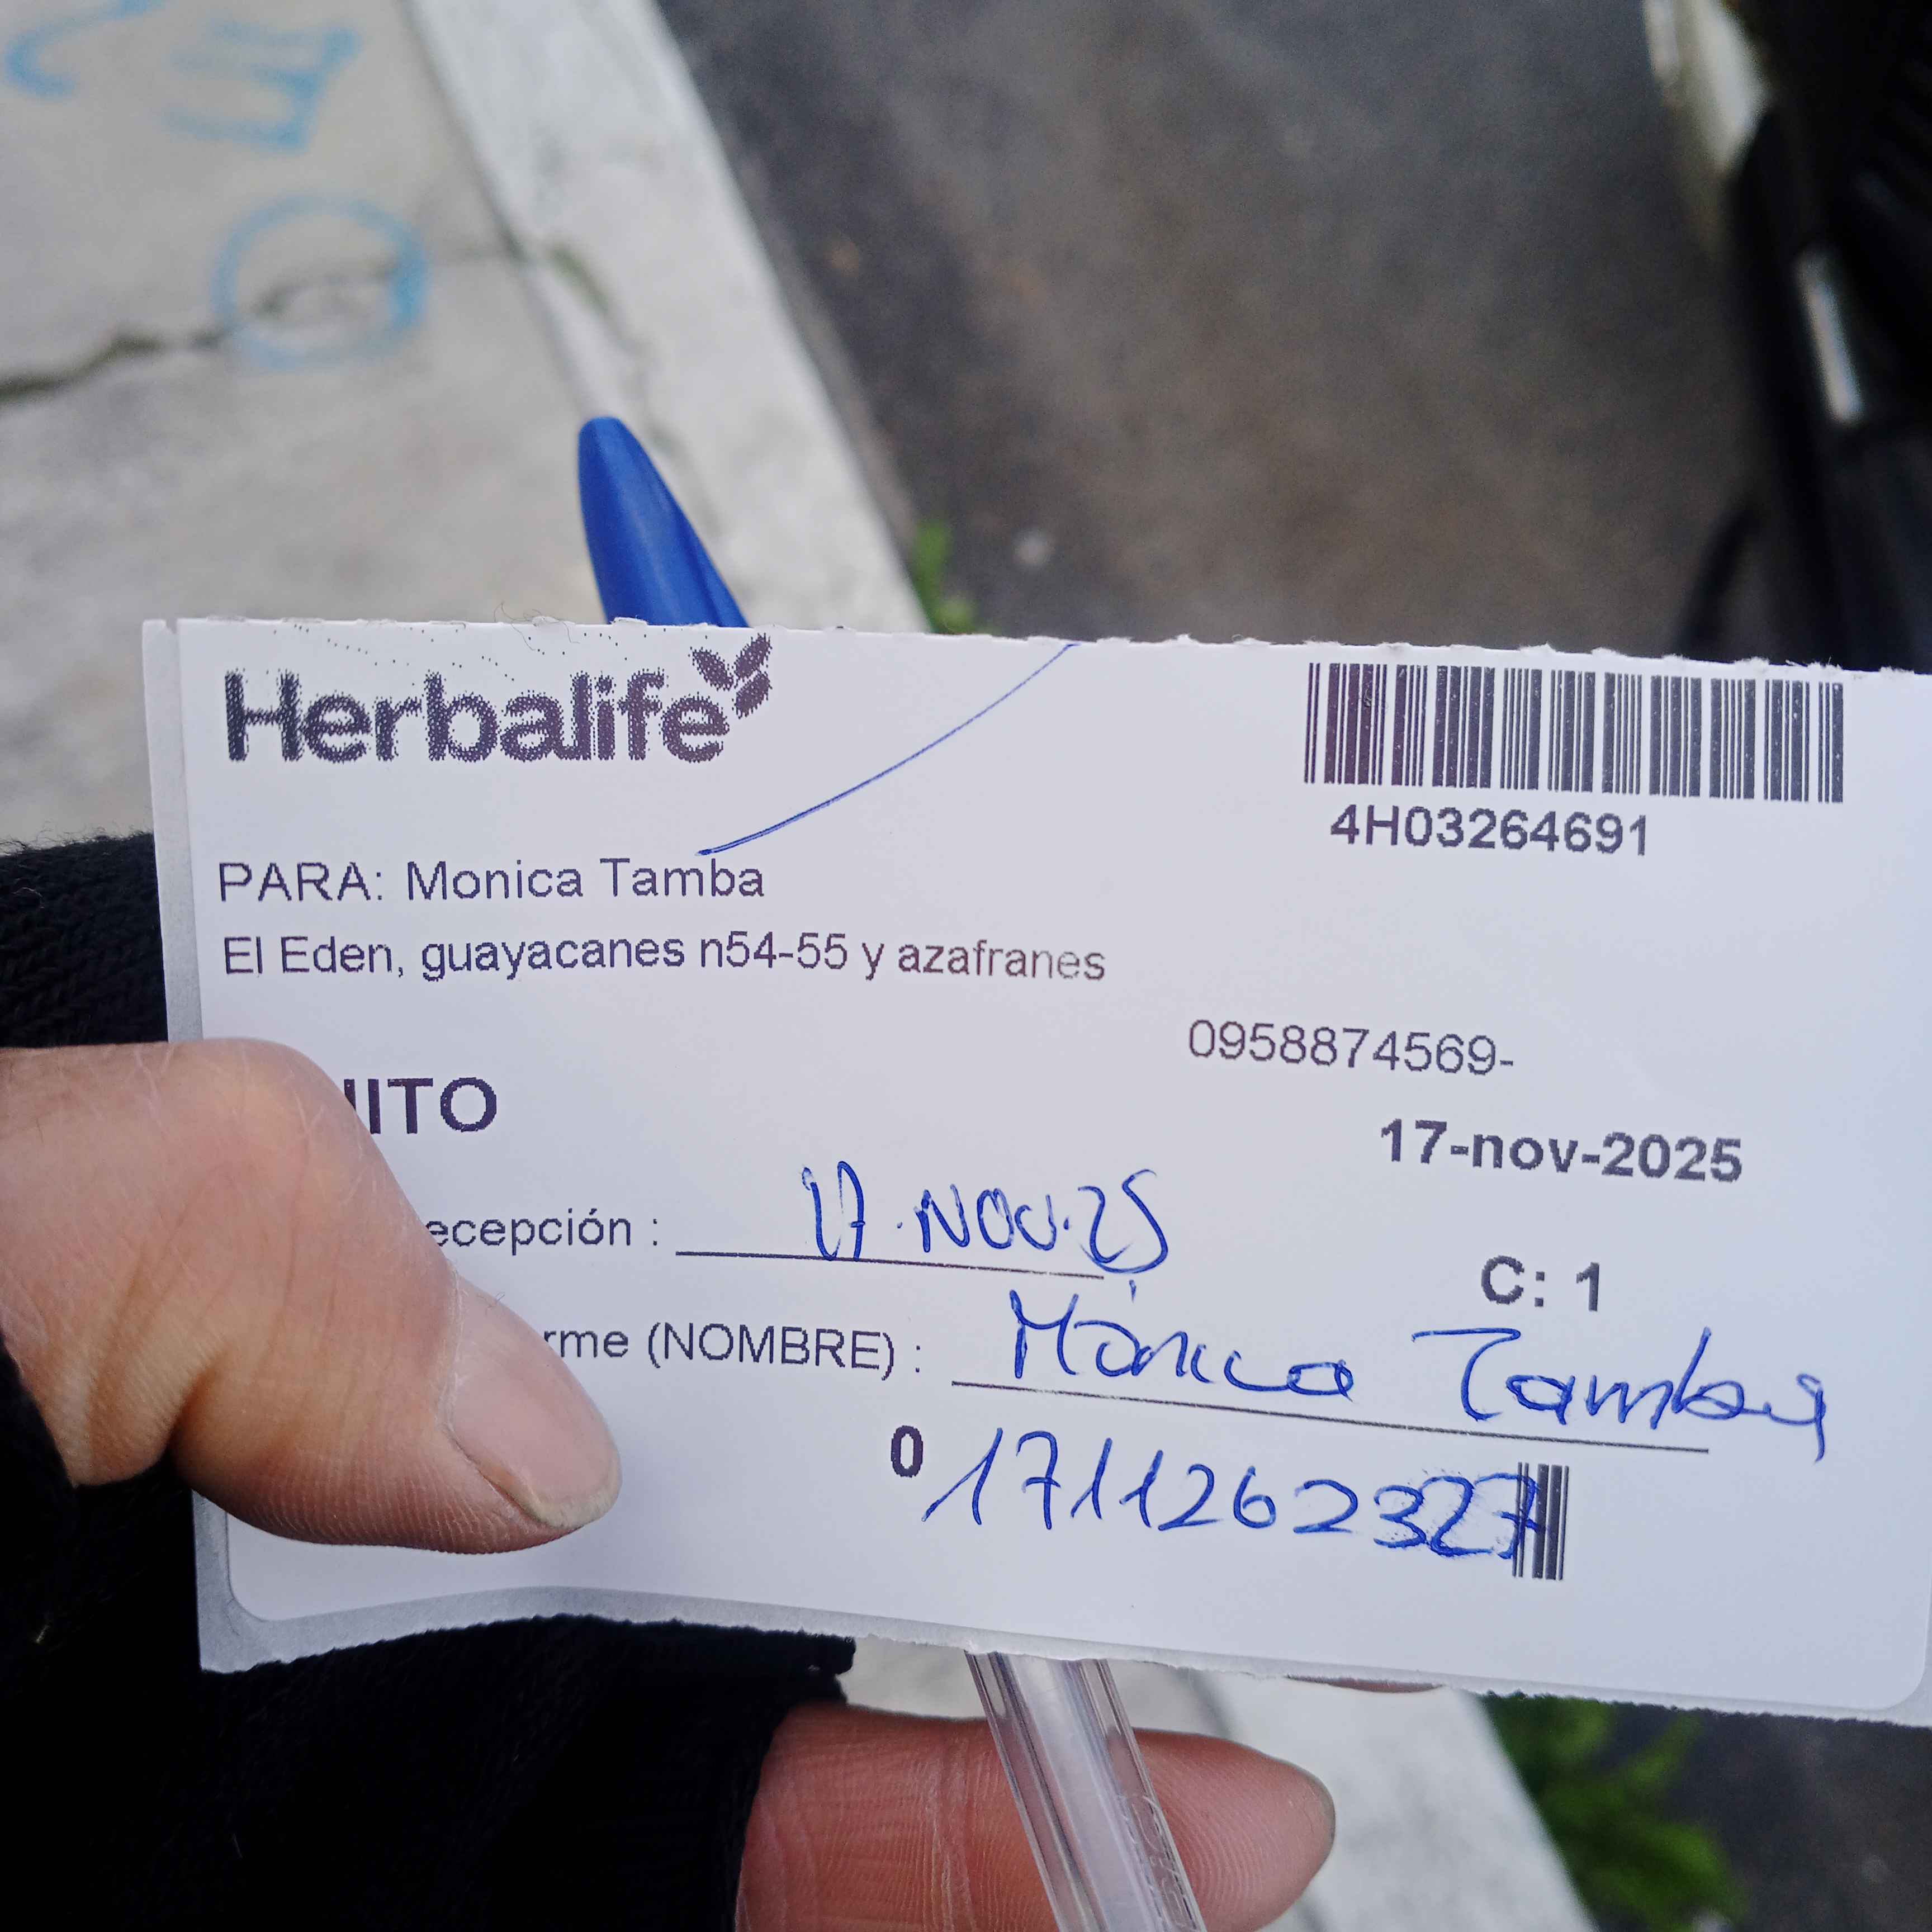 Herbalife
4H03264691
PARA: Monica Tamba
El Eden, guayacanes n54-55 y azafranes
0958874569-
UITO
17-nov-2025
ecepción : 17.NOV.25
C: 1
rme (NOMBRE) : Mónica Tamba
0 1711262327